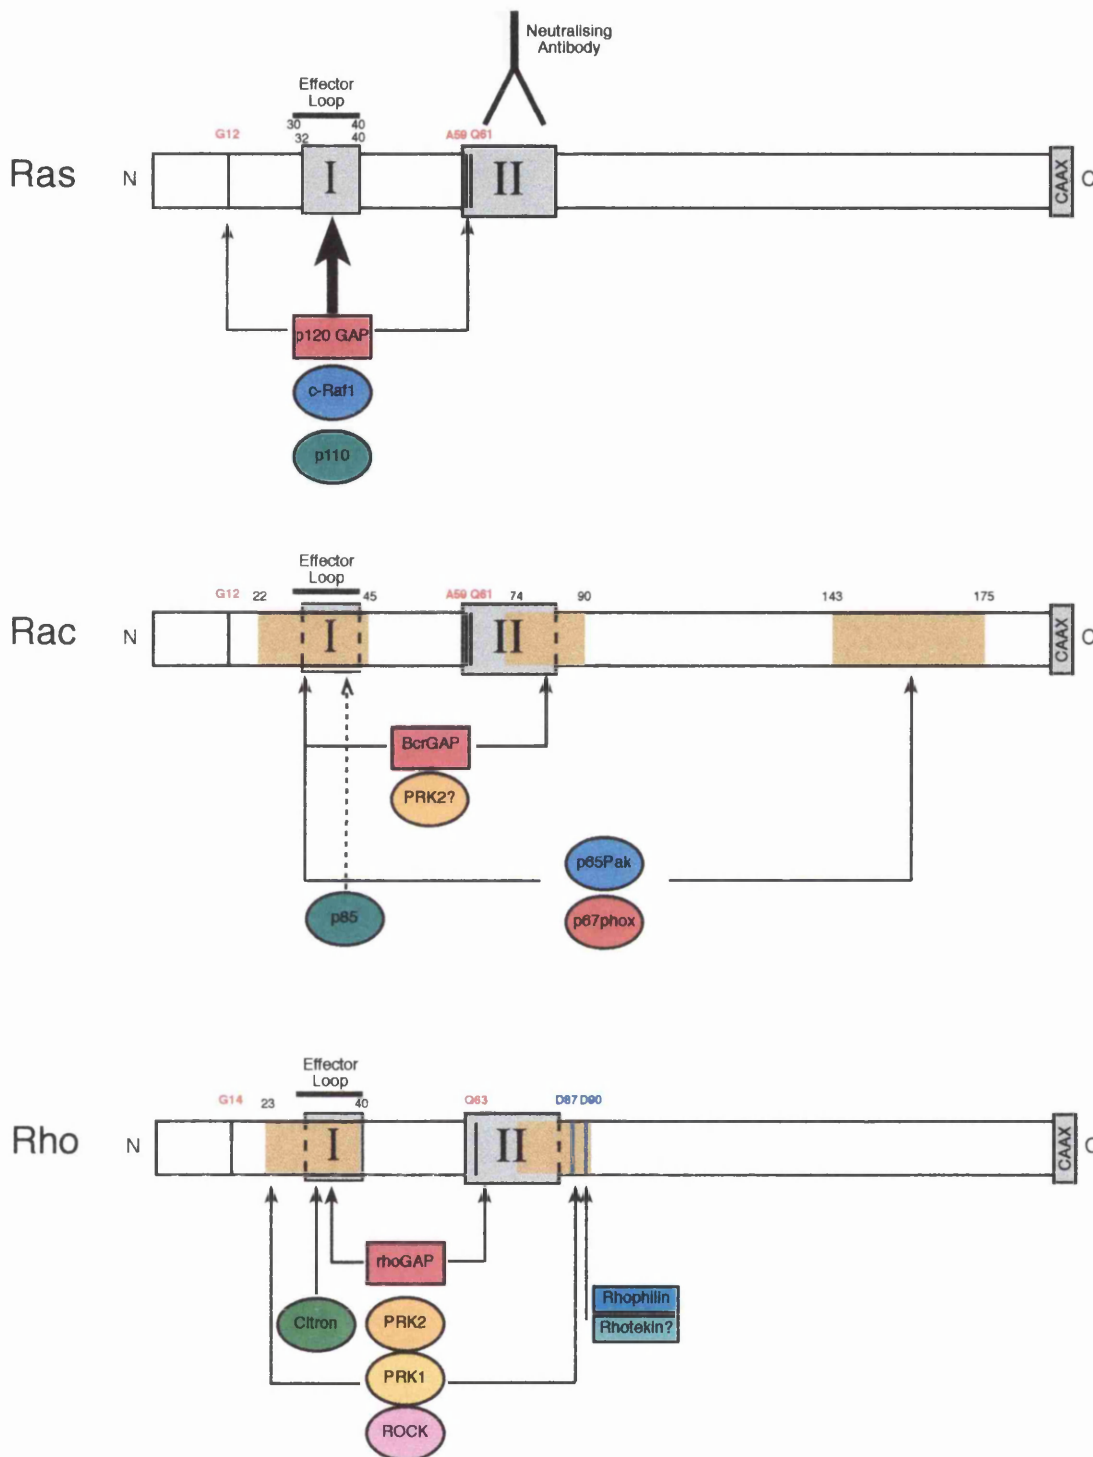 Neutralising
Antibody
Effector
Loop
30 40
G12 32 40 A59 Q61
Ras N I II CAAX C
p120 GAP
c-Raf1
p110
Effector
Loop
G12 22 45 A59 Q61 74 90 143 175
Rac N I II CAAX C
BcrGAP
PRK2?
p65Pak
p85 p67phox
Effector
Loop
G14 23 40 Q63 D87 D90
Rho N I II CAAX C
rhoGAP
Rhophilin
Citron PRK2 Rhotekin?
PRK1
ROCK